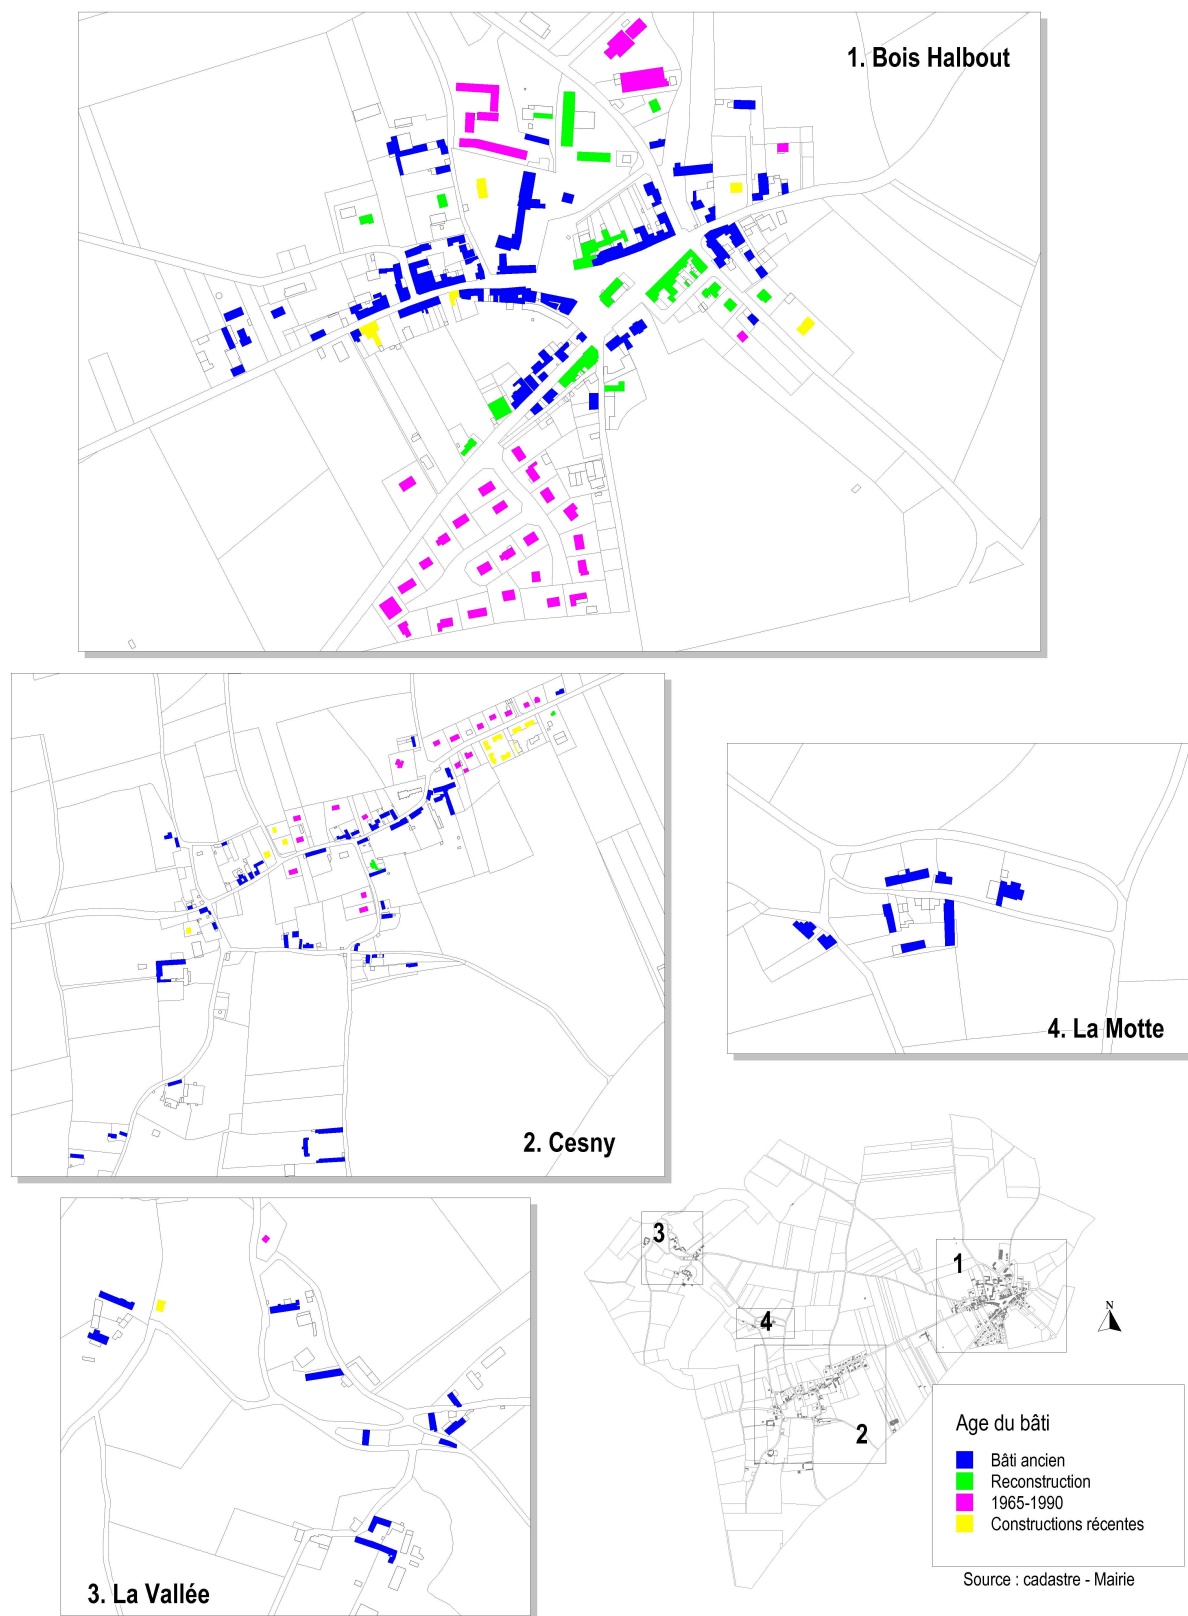 1. Bois Halbout
2. Cesny
4. La Motte
3. La Vallée
3
1
4
2
N
Age du bâti
Bâti ancien
Reconstruction
1965-1990
Constructions récentes
Source : cadastre - Mairie